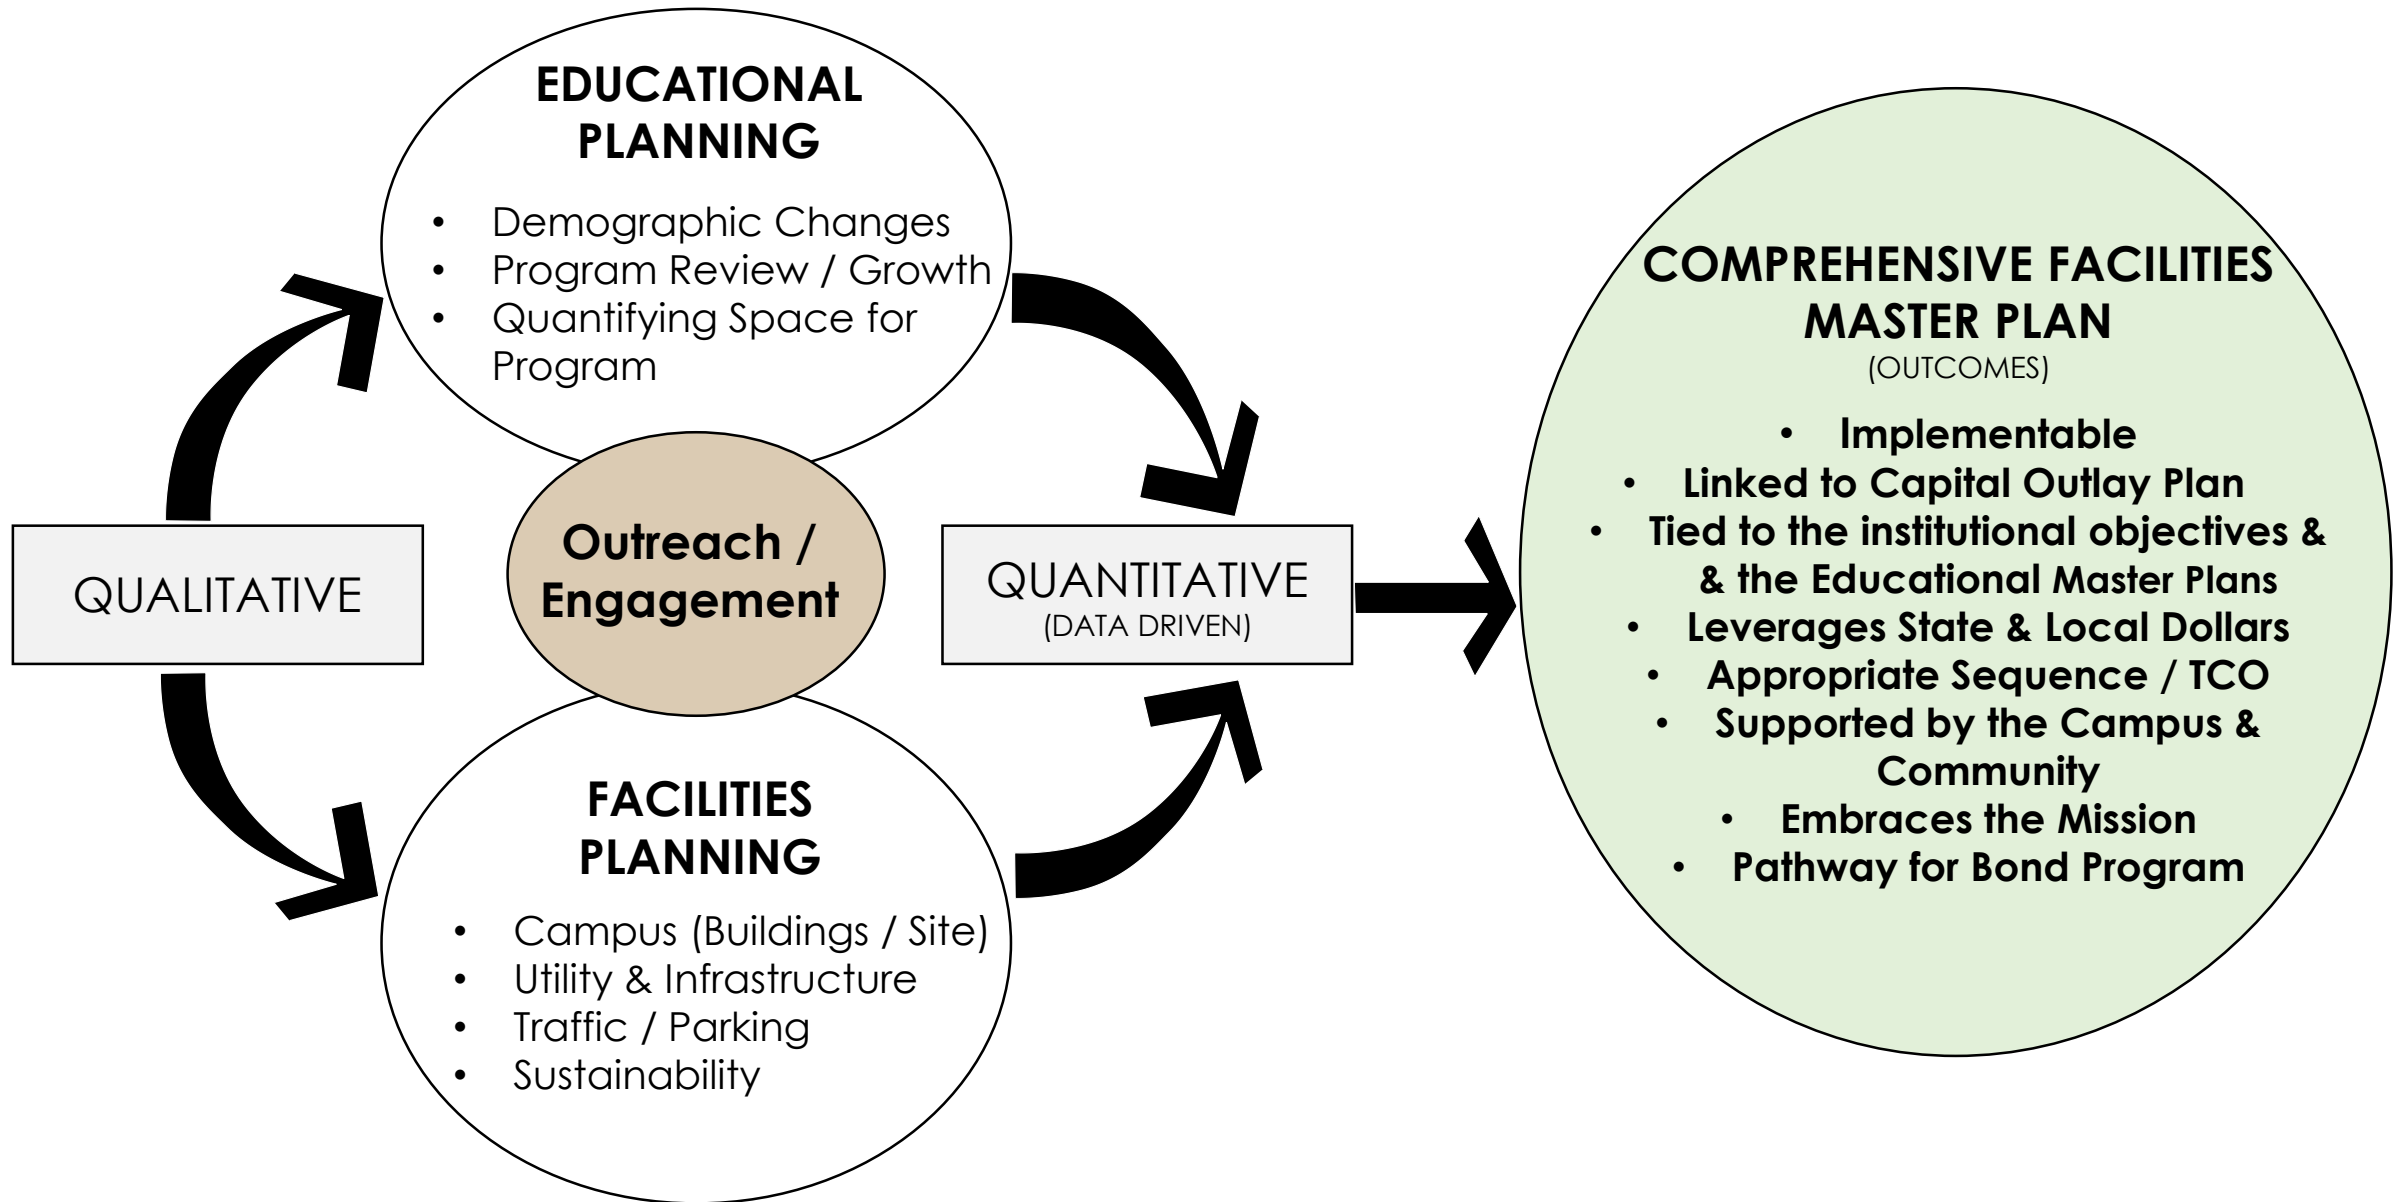 EDUCATIONAL
PLANNING
• Demographic Changes
• Program Review / Growth
• Quantifying Space for
Program
QUALITATIVE
Outreach /
Engagement
QUANTITATIVE
(DATA DRIVEN)
FACILITIES
PLANNING
• Campus (Buildings / Site)
• Utility & Infrastructure
• Traffic / Parking
• Sustainability
COMPREHENSIVE FACILITIES
MASTER PLAN
(OUTCOMES)
• Implementable
• Linked to Capital Outlay Plan
• Tied to the institutional objectives &
& the Educational Master Plans
• Leverages State & Local Dollars
• Appropriate Sequence / TCO
• Supported by the Campus &
Community
• Embraces the Mission
• Pathway for Bond Program